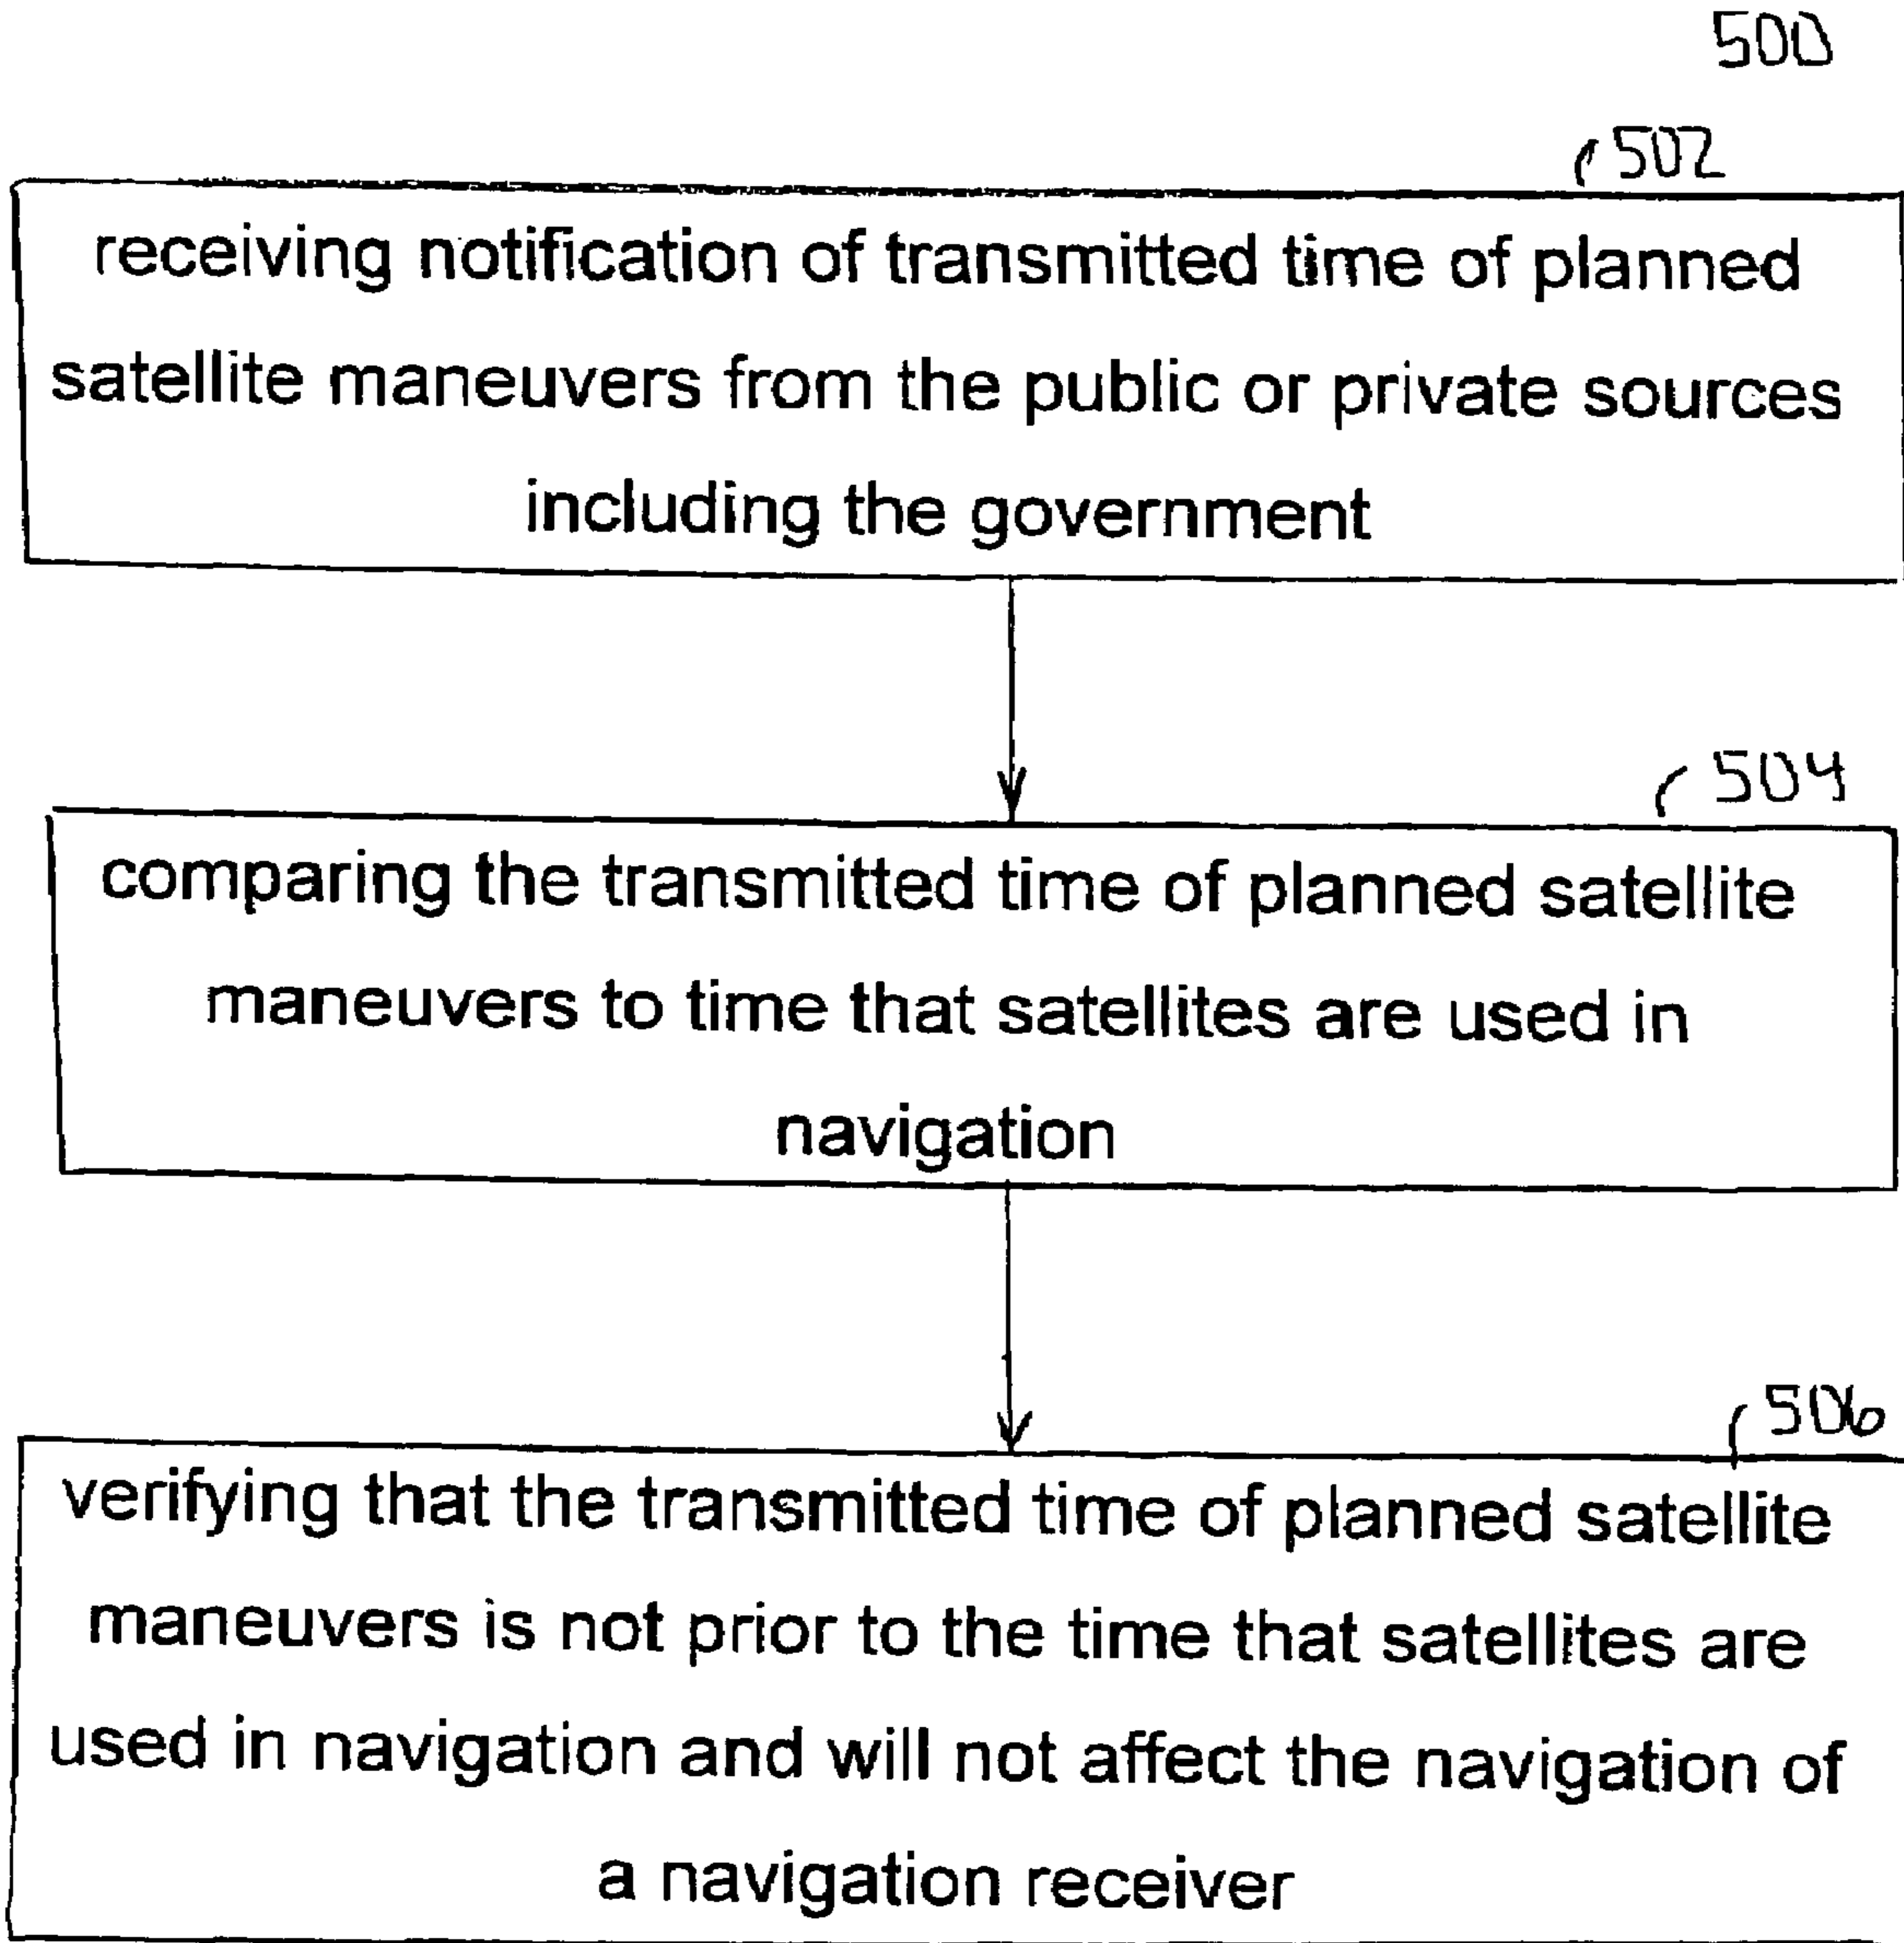 500
502
receiving notification of transmitted time of planned
satellite maneuvers from the public or private sources
including the government
504
comparing the transmitted time of planned satellite
maneuvers to time that satellites are used in
navigation
506
verifying that the transmitted time of planned satellite
maneuvers is not prior to the time that satellites are
used in navigation and will not affect the navigation of
a navigation receiver